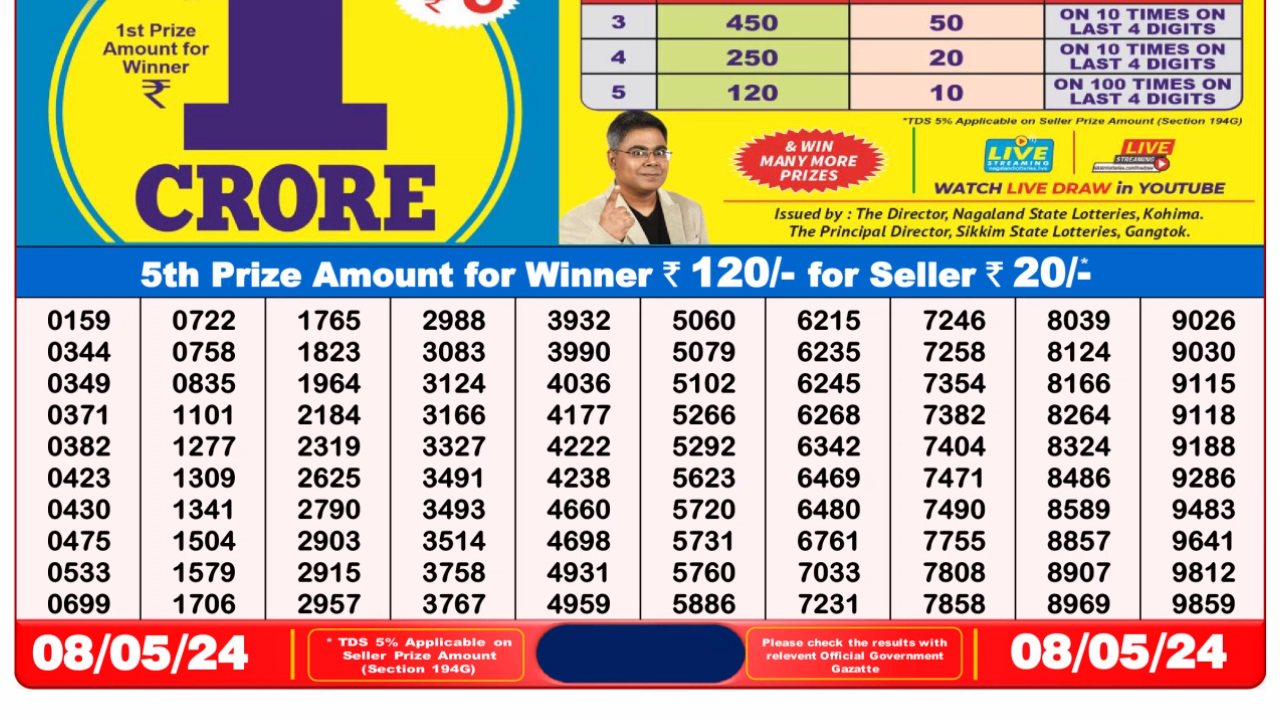 ₹ 6
1st Prize
Amount for
Winner
₹
1
CRORE
3 450 50 ON 10 TIMES ON LAST 4 DIGITS
4 250 20 ON 10 TIMES ON LAST 4 DIGITS
5 120 10 ON 100 TIMES ON LAST 4 DIGITS
*TDS 5% Applicable on Seller Prize Amount (Section 194G)
& WIN
MANY MORE
PRIZES
LIVE
STREAMING
nagalandlotteries.live
LIVE
STREAMING
WATCH LIVE DRAW in YOUTUBE
Issued by : The Director, Nagaland State Lotteries, Kohima.
The Principal Director, Sikkim State Lotteries, Gangtok.
5th Prize Amount for Winner ₹ 120/- for Seller ₹ 20/-*
0159 0722 1765 2988 3932 5060 6215 7246 8039 9026
0344 0758 1823 3083 3990 5079 6235 7258 8124 9030
0349 0835 1964 3124 4036 5102 6245 7354 8166 9115
0371 1101 2184 3166 4177 5266 6268 7382 8264 9118
0382 1277 2319 3327 4222 5292 6342 7404 8324 9188
0423 1309 2625 3491 4238 5623 6469 7471 8486 9286
0430 1341 2790 3493 4660 5720 6480 7490 8589 9483
0475 1504 2903 3514 4698 5731 6761 7755 8857 9641
0533 1579 2915 3758 4931 5760 7033 7808 8907 9812
0699 1706 2957 3767 4959 5886 7231 7858 8969 9859
08/05/24
* TDS 5% Applicable on
Seller Prize Amount
(Section 194G)
Please check the results with
relevent Official Government
Gazatte
08/05/24